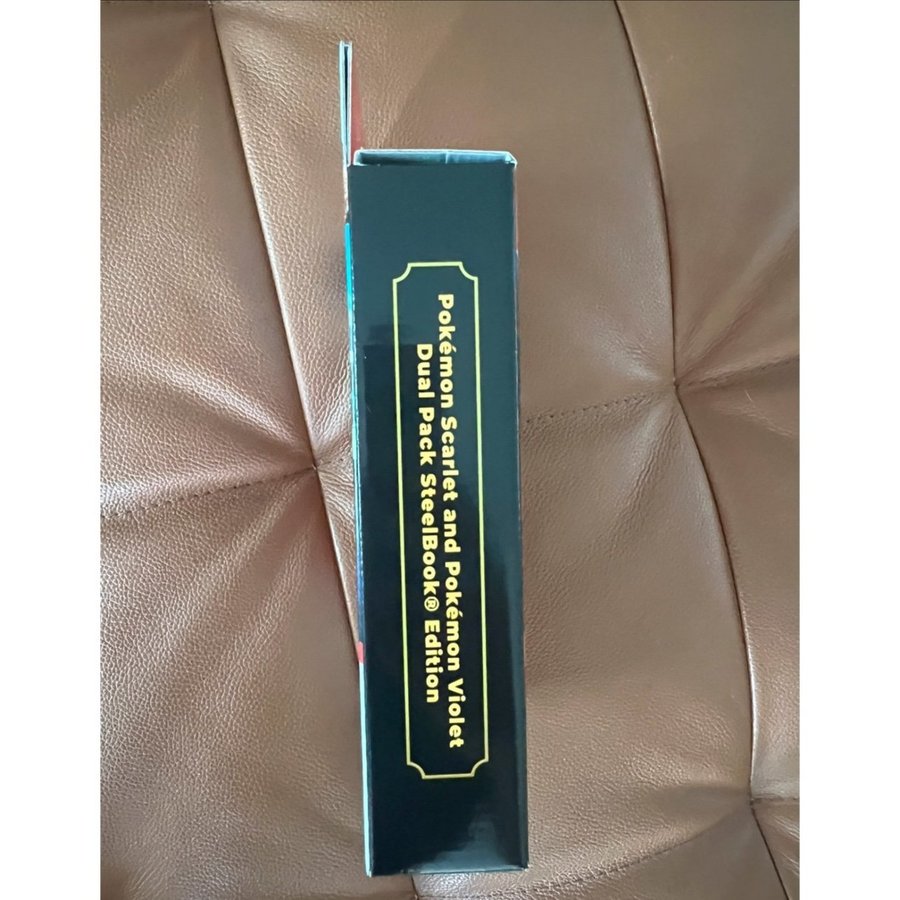 Pokémon Scarlet and Pokémon Violet
Dual Pack SteelBook® Edition